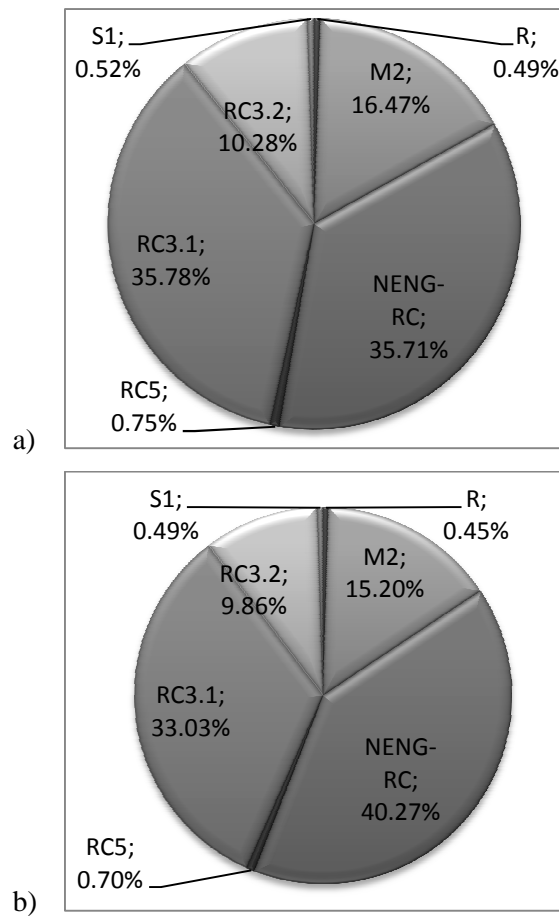 S1;
0.52%
R;
0.49%
M2;
16.47%
RC3.2;
10.28%
RC3.1;
35.78%
NENG-
RC;
35.71%
RC5;
0.75%
a)
S1;
0.49%
R;
0.45%
M2;
15.20%
RC3.2;
9.86%
RC3.1;
33.03%
NENG-
RC;
40.27%
RC5;
0.70%
b)